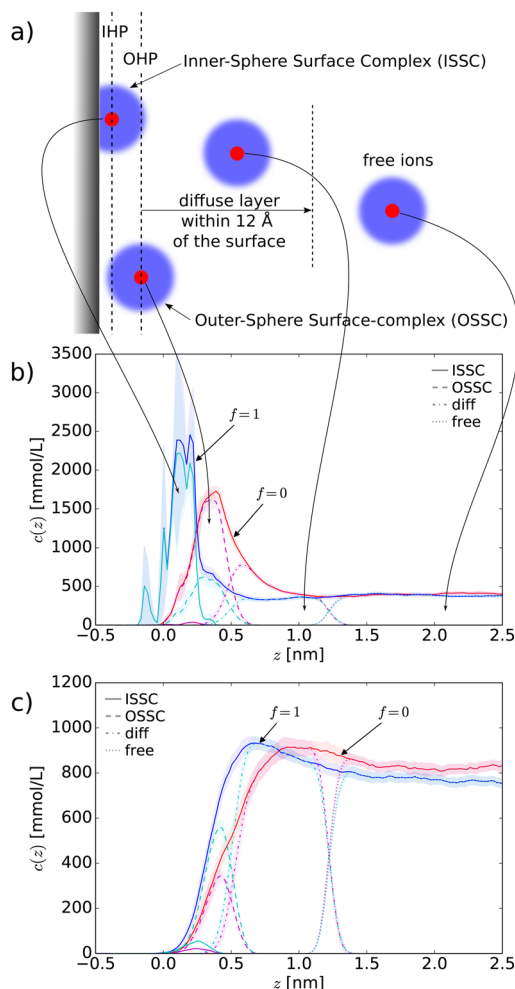 a)
IHP
OHP
Inner-Sphere Surface Complex (ISSC)
free ions
diffuse layer
within 12 Å
of the surface
Outer-Sphere Surface-complex (OSSC)
b)
3500
3000
2500
2000
1500
1000
500
0
c(z) [mmol/L]
f=1
f=0
ISSC
OSSC
diff
free
−0.5 0.0 0.5 1.0 1.5 2.0 2.5
z [nm]
c)
1200
1000
800
600
400
200
0
c(z) [mmol/L]
ISSC
OSSC
diff
free
f=1
f=0
−0.5 0.0 0.5 1.0 1.5 2.0 2.5
z [nm]